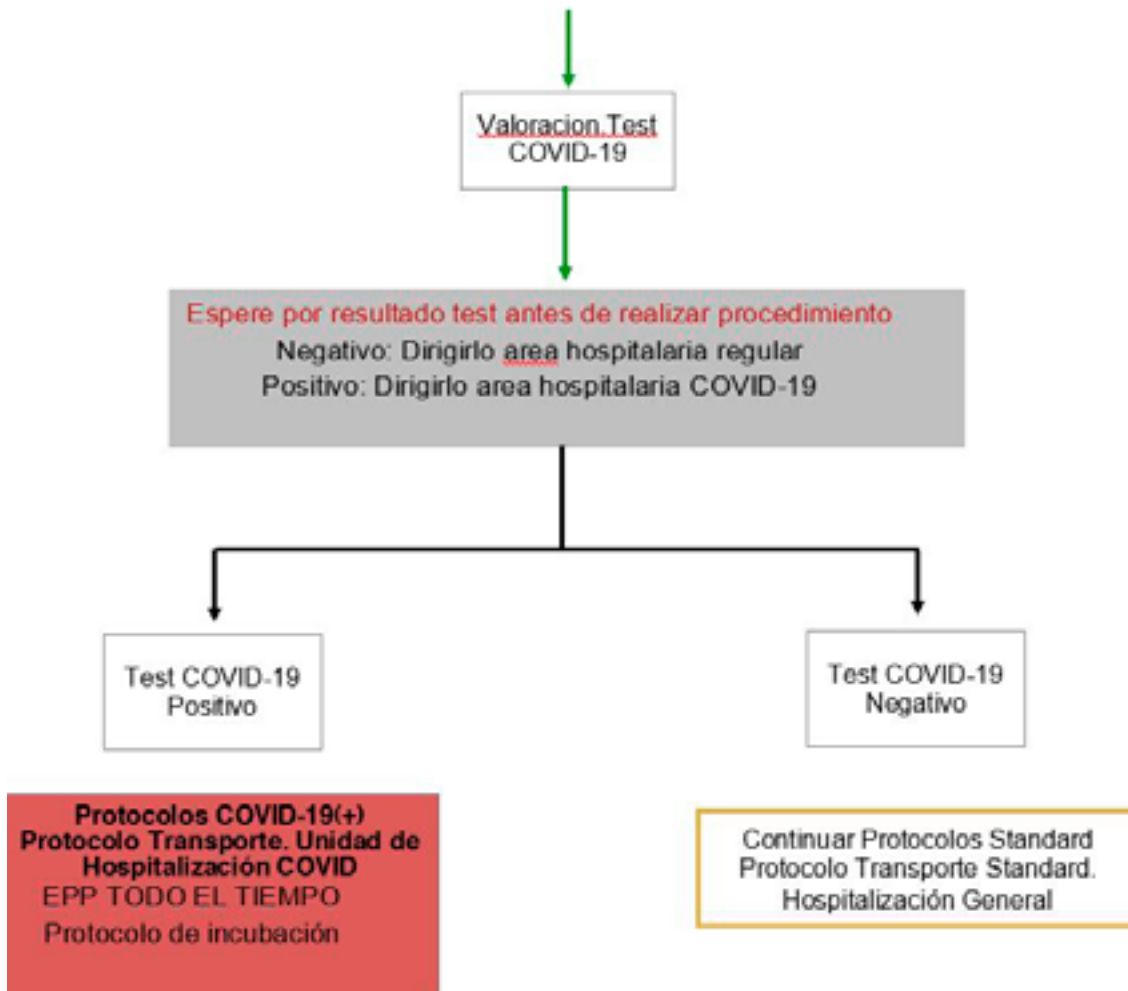 Valoracion.Test
COVID-19
Espere por resultado test antes de realizar procedimiento
Negativo: Dirigirlo area hospitalaria regular
Positivo: Dirigirlo area hospitalaria COVID-19
Test COVID-19
Positivo
Test COVID-19
Negativo
Protocolos COVID-19(+)
Protocolo Transporte. Unidad de
Hospitalización COVID
EPP TODO EL TIEMPO
Protocolo de incubación
Continuar Protocolos Standard
Protocolo Transporte Standard.
Hospitalización General